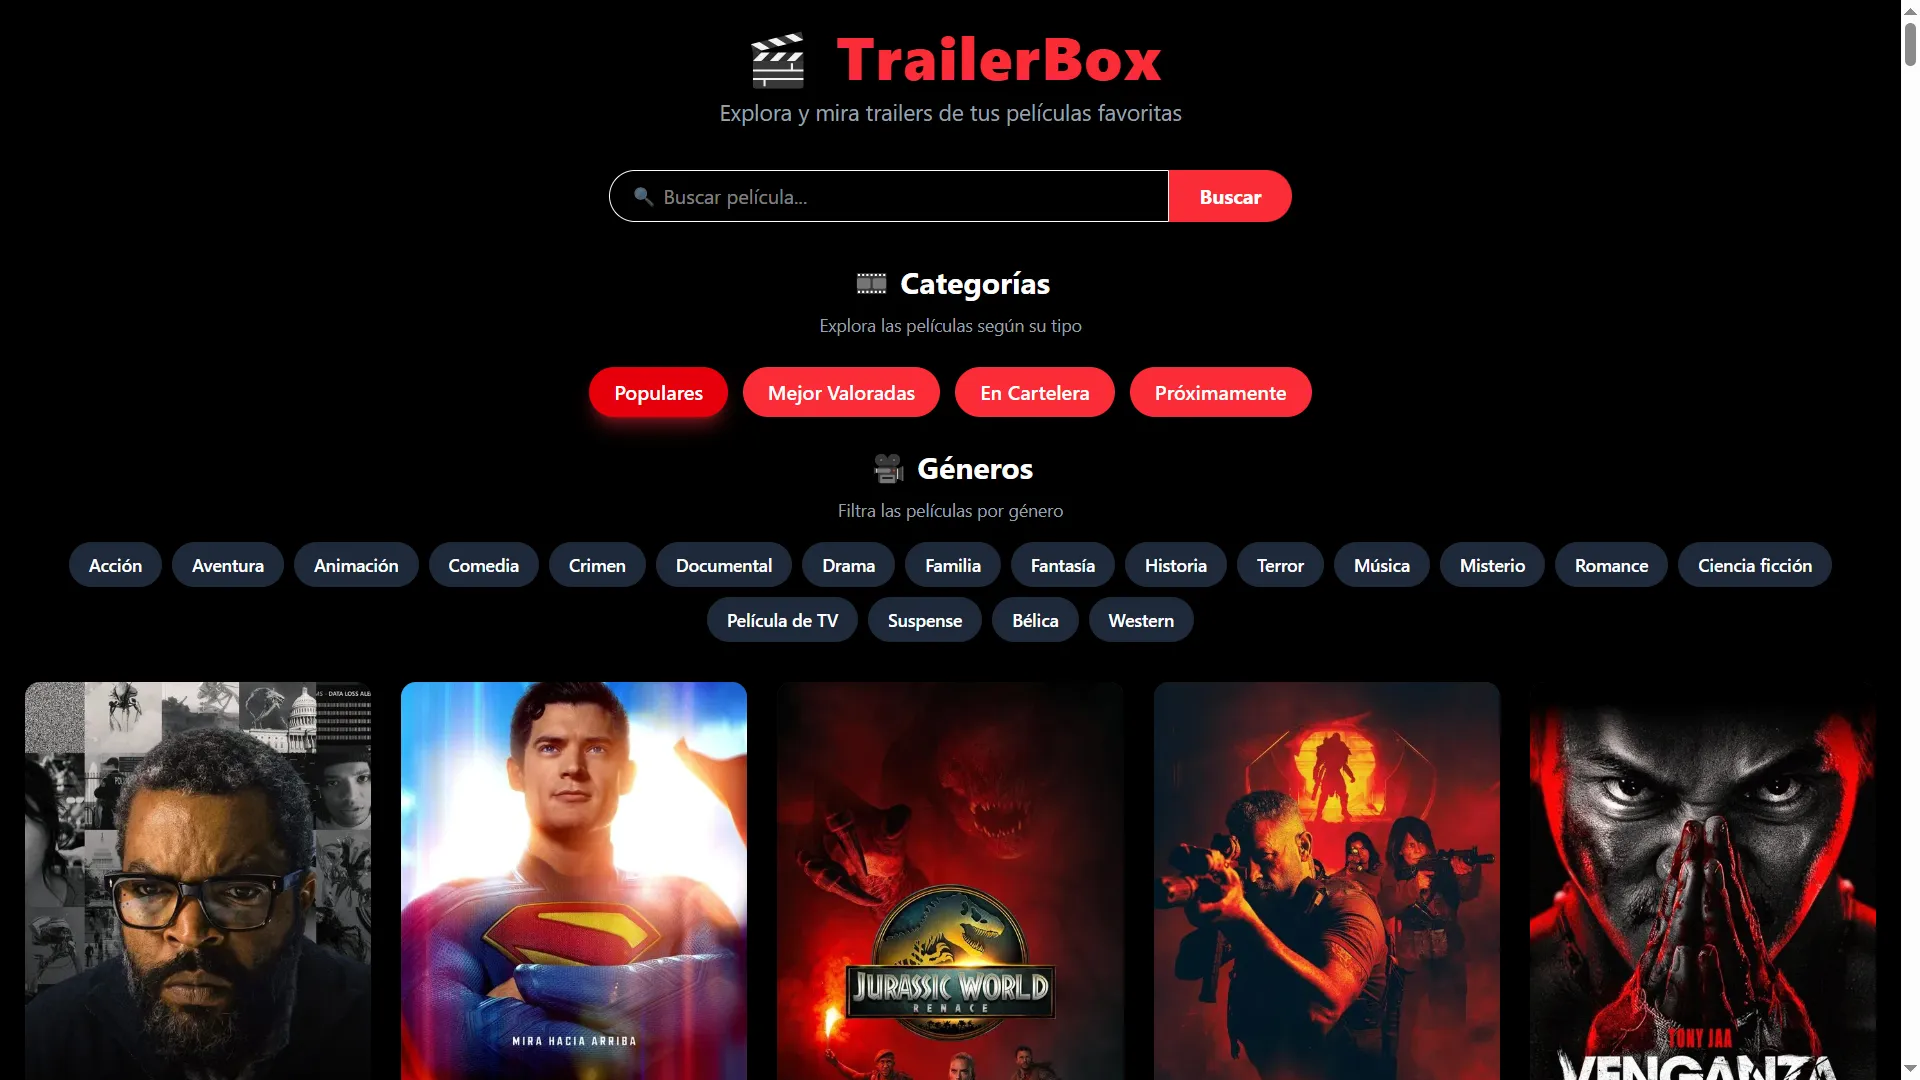 TrailerBox
Explora y mira trailers de tus películas favoritas
Buscar película...
Buscar
Categorías
Explora las películas según su tipo
Populares
Mejor Valoradas
En Cartelera
Próximamente
Géneros
Filtra las películas por género
Acción
Aventura
Animación
Comedia
Crimen
Documental
Drama
Familia
Fantasía
Historia
Terror
Música
Misterio
Romance
Ciencia ficción
Película de TV
Suspense
Bélica
Western
DATA LOSS
MIRA HACIA ARRIBA
JURASSIC WORLD
RENACE
TONY JAA
VENGANZA